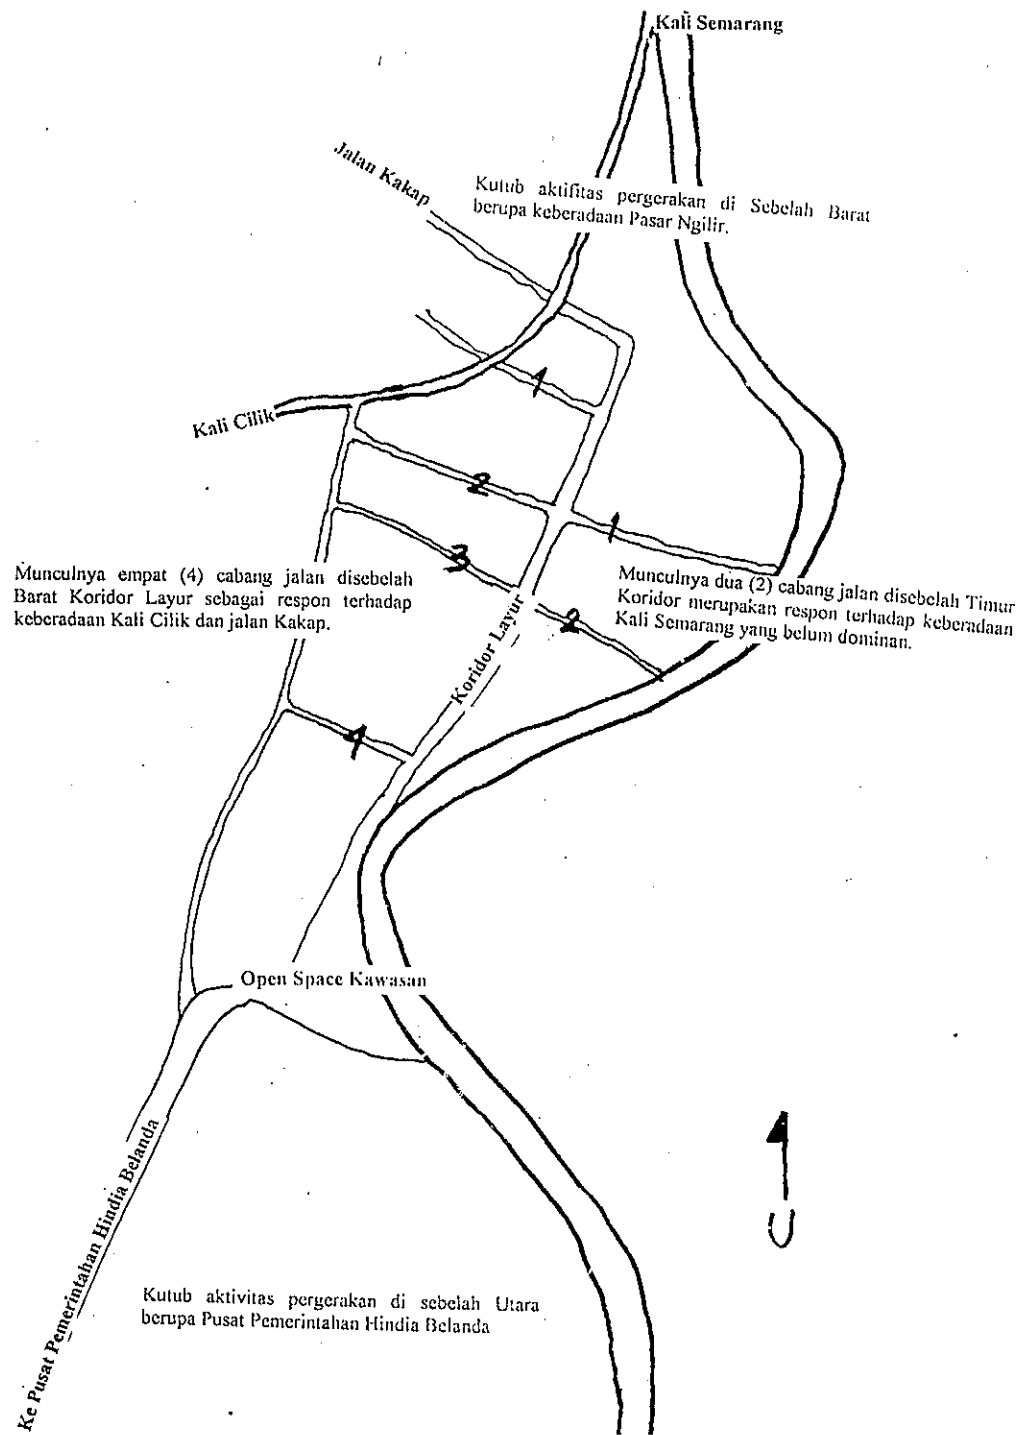 Kali Semarang
Jalan Kakap
Kutub aktifitas pergerakan di Sebelah Barat
berupa keberadaan Pasar Ngilir.
1
Kali Cilik
2
1
3
Munculnya empat (4) cabang jalan disebelah
Barat Koridor Layur sebagai respon terhadap
keberadaan Kali Cilik dan jalan Kakap.
Munculnya dua (2) cabang jalan disebelah Timur
Koridor merupakan respon terhadap keberadaan
Kali Semarang yang belum dominan.
2
Koridor Layur
4
Open Space Kawasan
Ke Pusat Pemerintahan Hindia Belanda
U
Kutub aktivitas pergerakan di sebelah Utara
berupa Pusat Pemerintahan Hindia Belanda